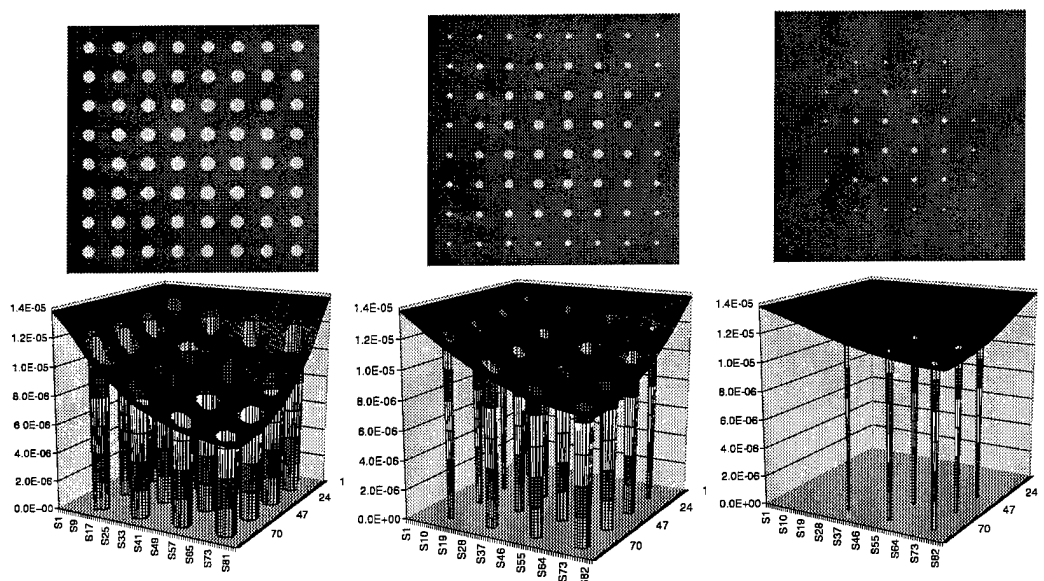 1.4E-05
1.2E-05
1.0E-05
8.0E-06
6.0E-06
4.0E-06
2.0E-06
0.0E-00
S1
S9
S17
S25
S33
S41
S49
S57
S65
S73
S81
70
47
24
1
1.4E-05
1.2E-05
1.0E-05
8.0E-06
6.0E-06
4.0E-06
2.0E-06
0.0E+00
S1
S10
S19
S28
S37
S46
S55
S64
S73
S82
70
47
24
1
1.4E-05
1.2E-05
1.0E-05
8.0E-06
6.0E-06
4.0E-06
2.0E-06
0.0E+00
S1
S10
S19
S28
S37
S46
S55
S64
S73
S82
70
47
24